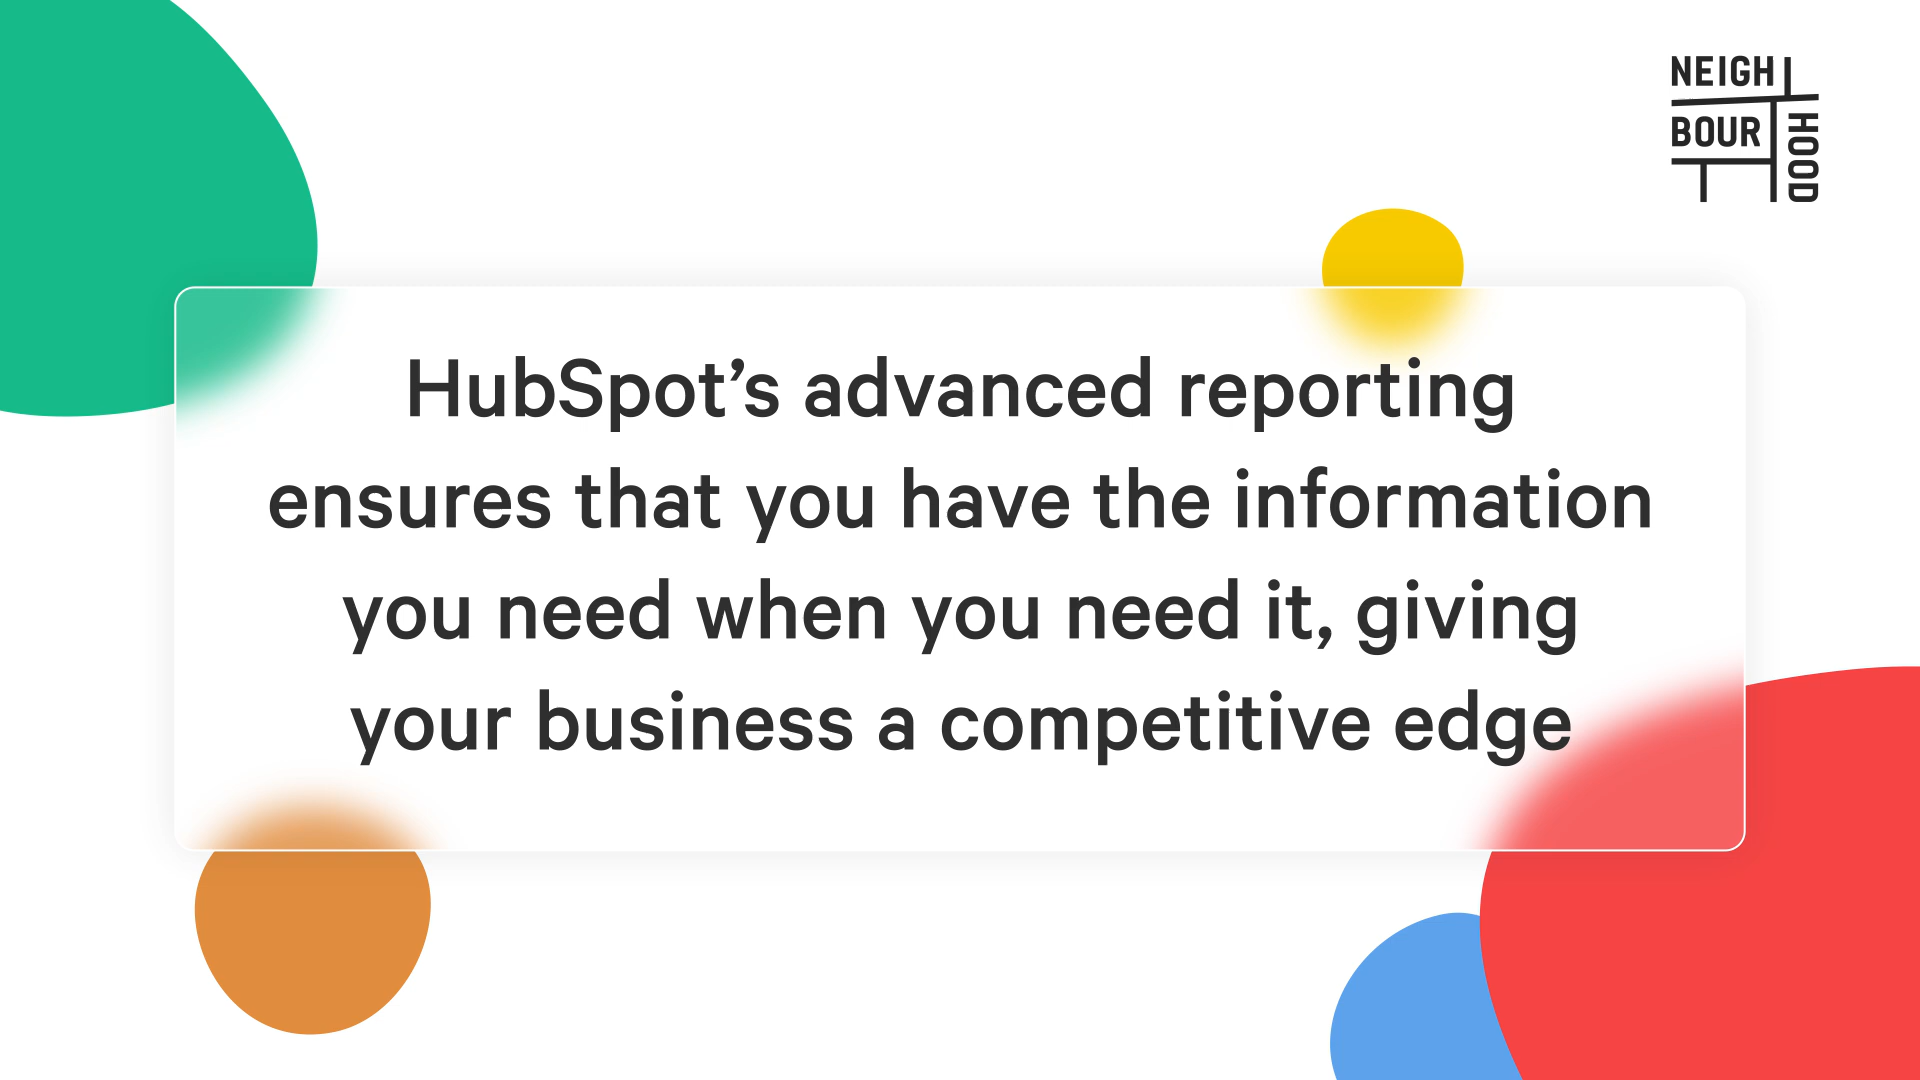 NEIGH
BOUR
HOOD
HubSpot’s advanced reporting
ensures that you have the information
you need when you need it, giving
your business a competitive edge